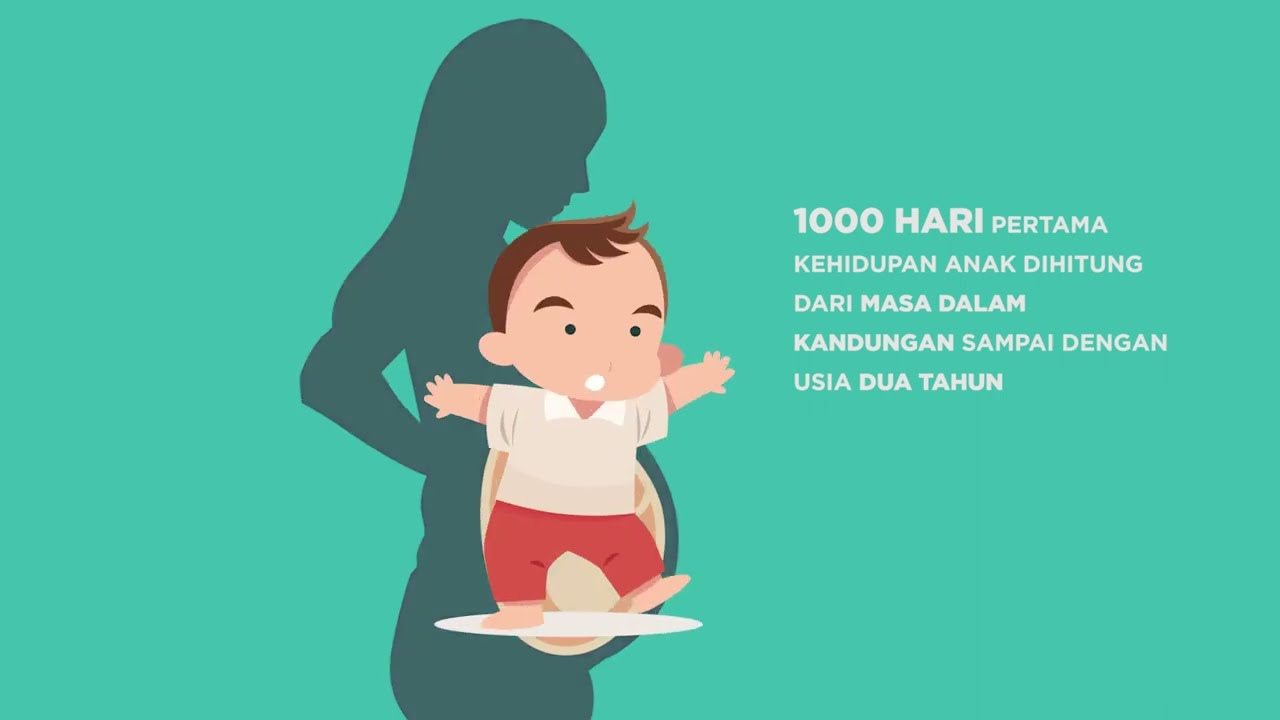 1000 HARI PERTAMA
KEHIDUPAN ANAK DIHITUNG
DARI MASA DALAM
KANDUNGAN SAMPAI DENGAN
USIA DUA TAHUN